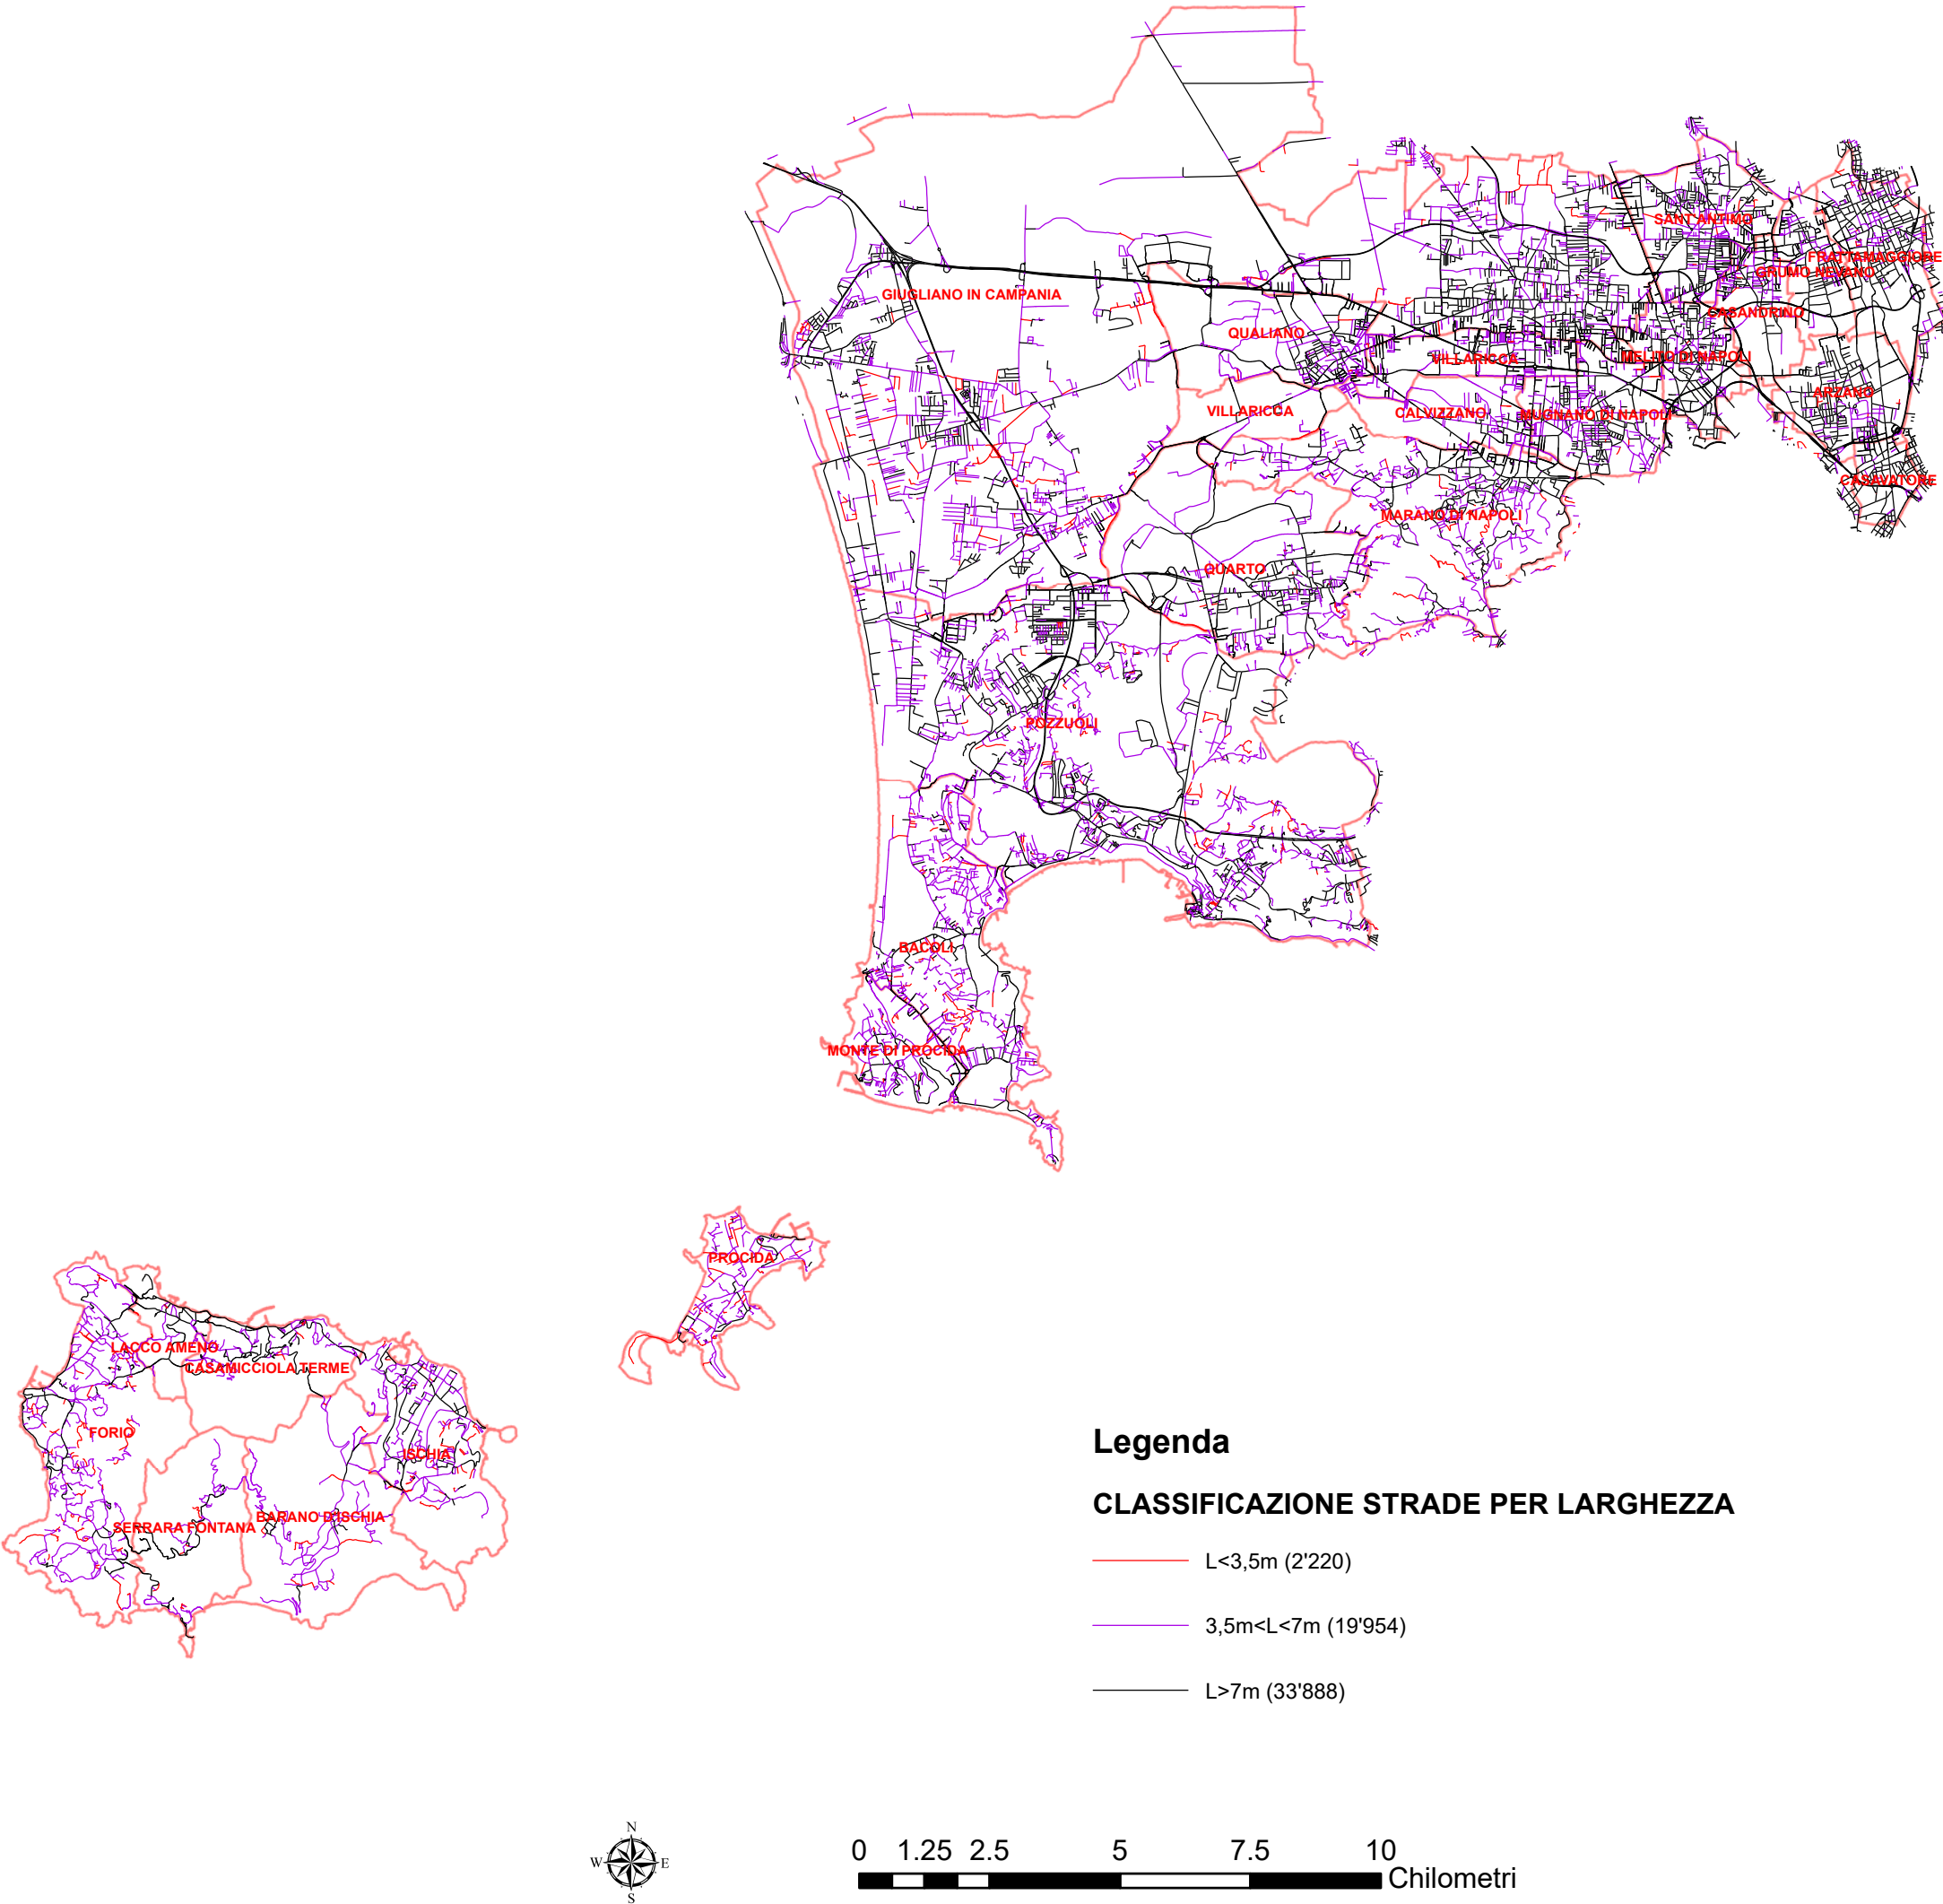 SANT'ANTIMO
FRATTAMAGGIORE
GRUMO NEVANO
GIUGLIANO IN CAMPANIA
CASANDRINO
QUALIANO
VILLARICCA
MELITO DI NAPOLI
ARZANO
VILLARICCA
CALVIZZANO
MUGNANO DI NAPOLI
CASAVATORE
MARANO DI NAPOLI
QUARTO
POZZUOLI
BACOLI
MONTE DI PROCIDA
PROCIDA
LACCO AMENO
CASAMICCIOLA TERME
FORIO
ISCHIA
BARANO D'ISCHIA
SERRARA FONTANA
Legenda
CLASSIFICAZIONE STRADE PER LARGHEZZA
L<3,5m (2'220)
3,5m<L<7m (19'954)
L>7m (33'888)
N
W E
S
0 1.25 2.5 5 7.5 10
Chilometri